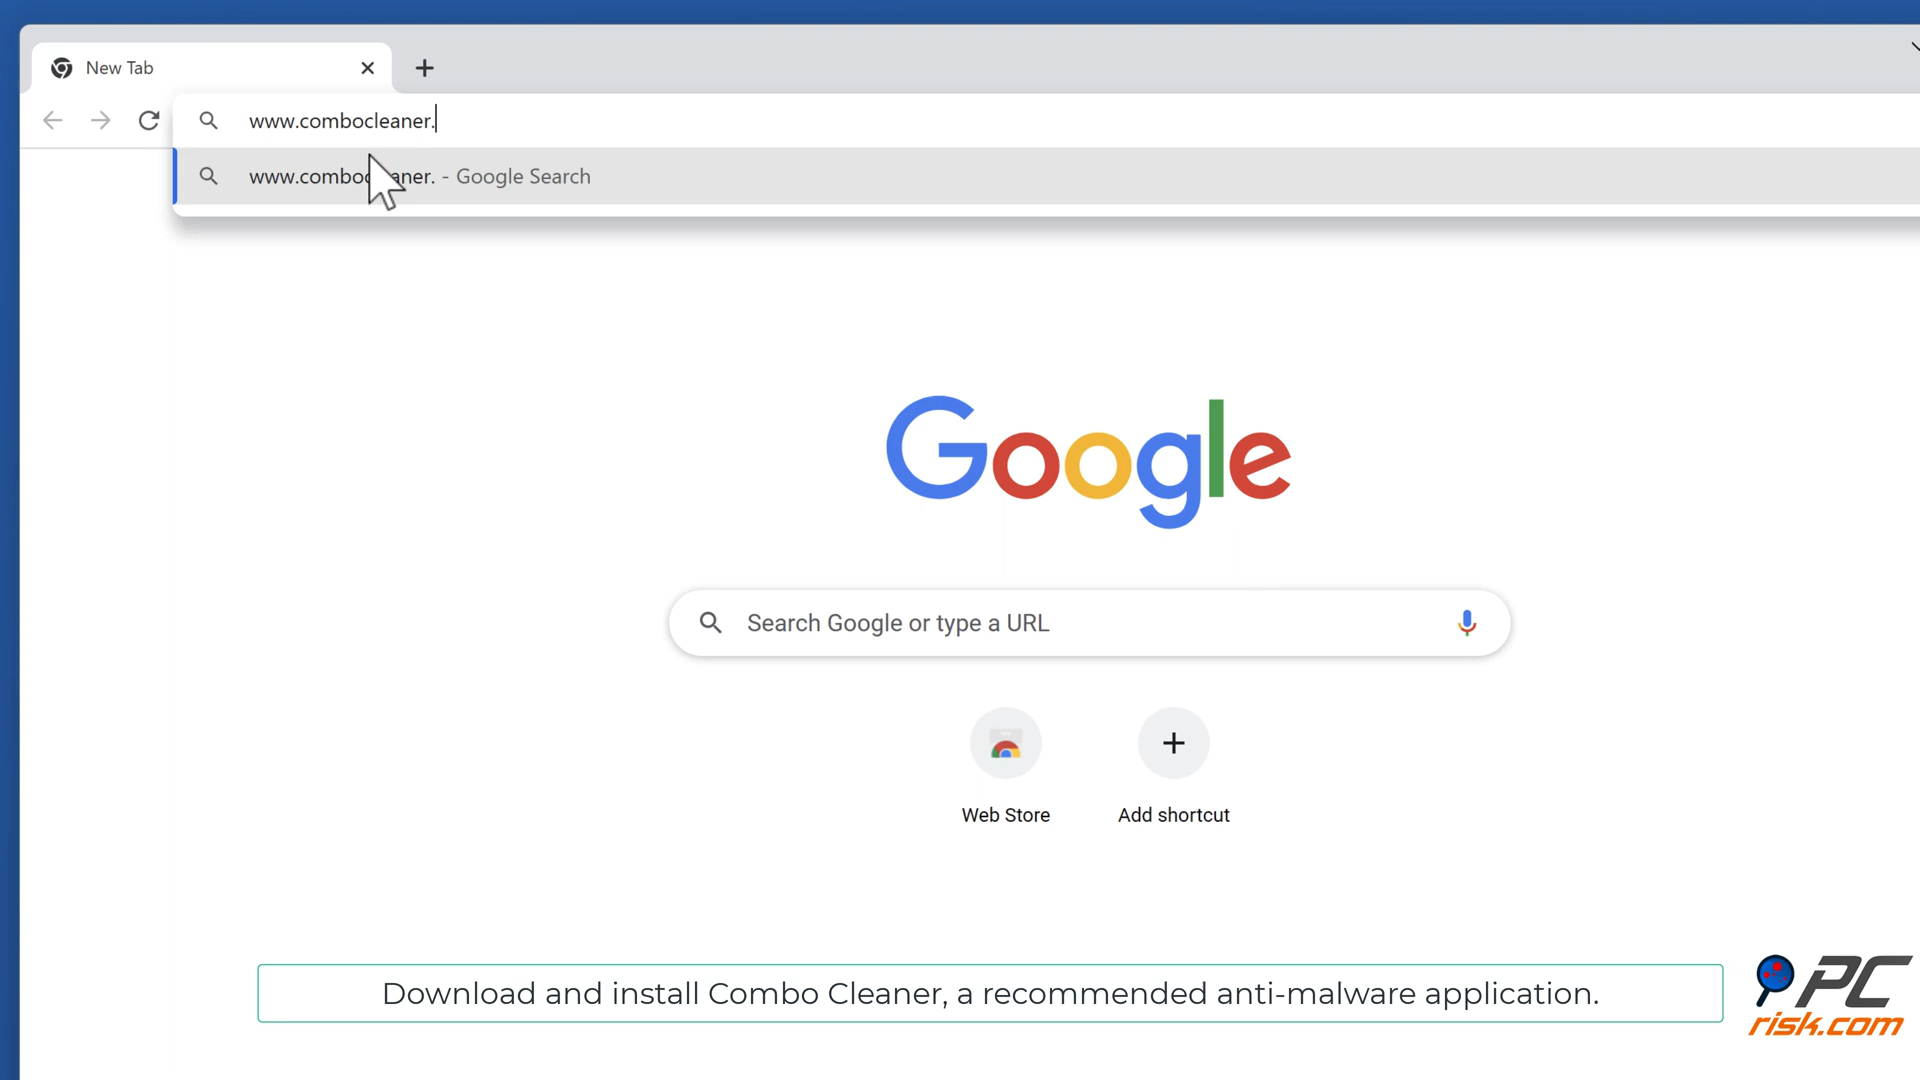 New Tab
www.combocleaner.
www.comboc aner. - Google Search
Google
Search Google or type a URL
Web Store
Add shortcut
Download and install Combo Cleaner, a recommended anti-malware application.
PC
risk.com